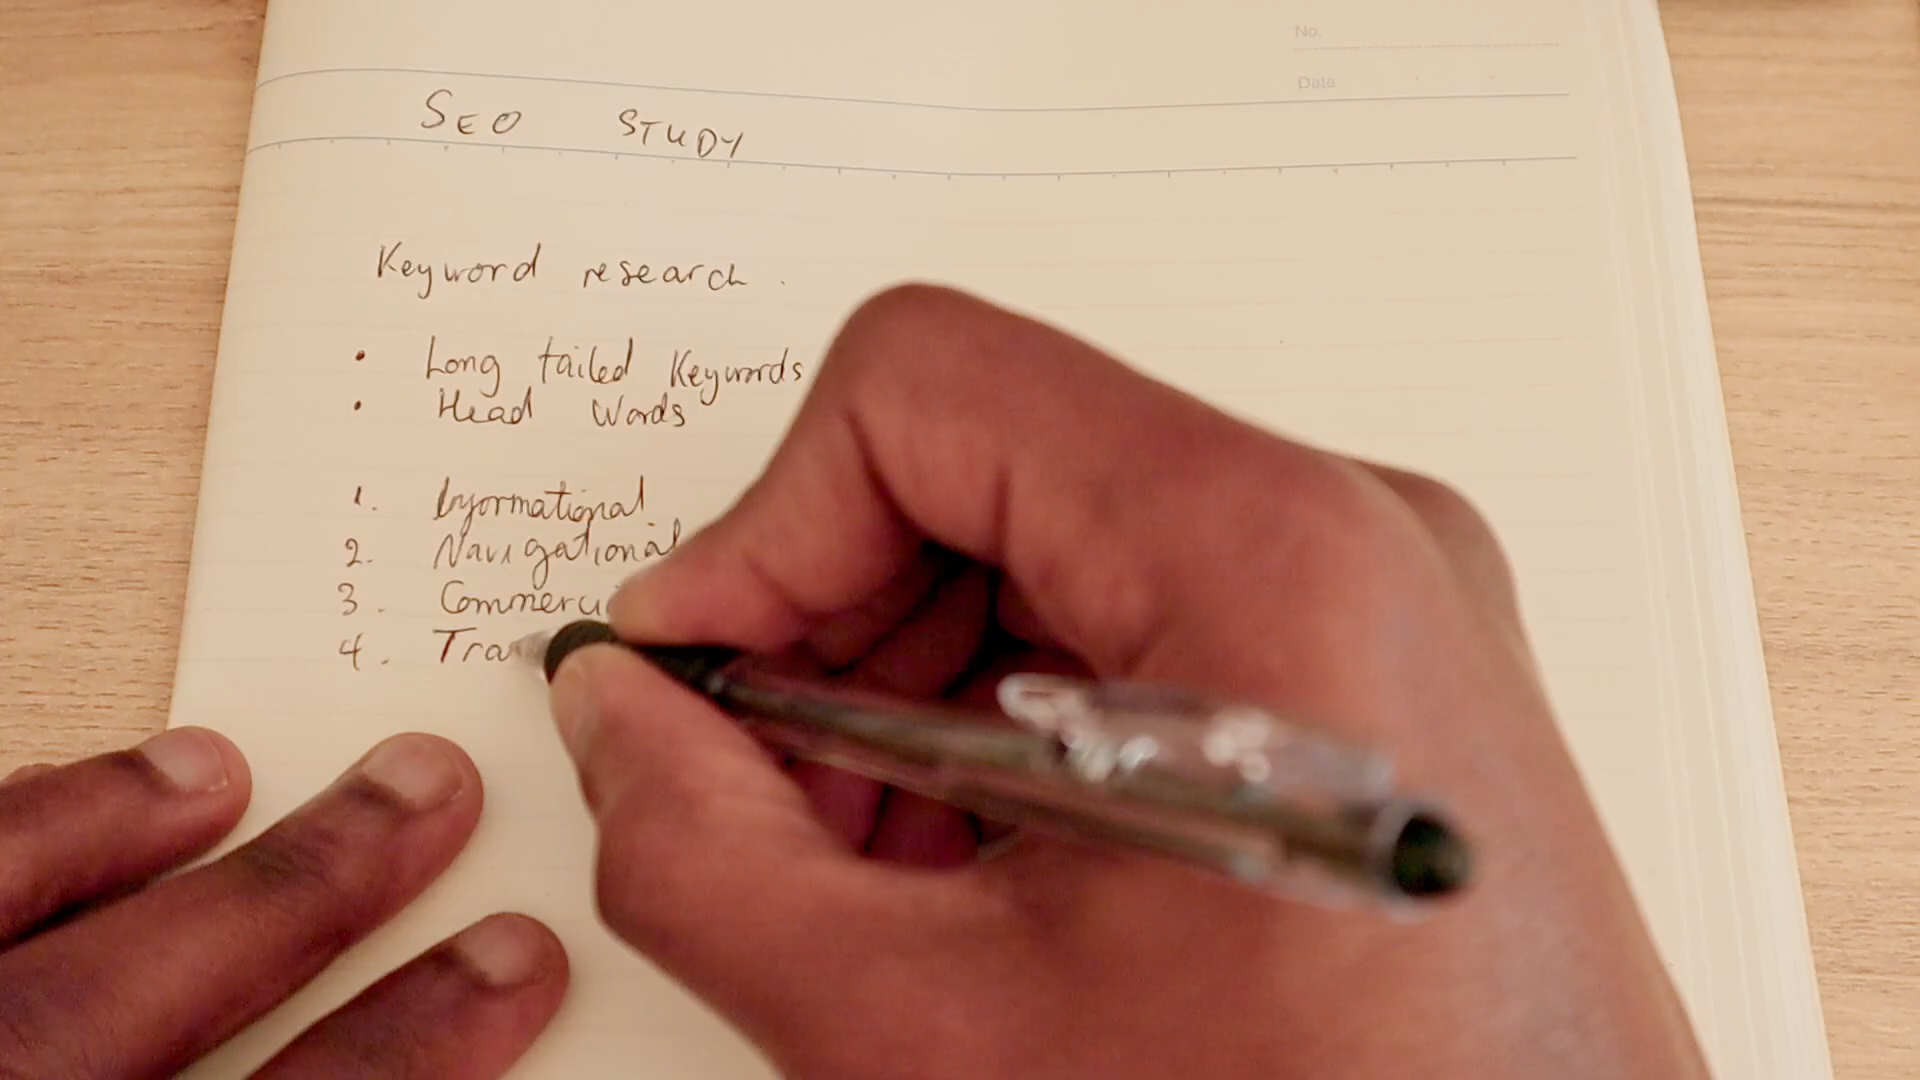 No.
Date
SEO STUDY
Keyword research.
• Long tailed Keywords
• Head Words
1. Informational
2. Navigational
3. Commerci
4. Tra